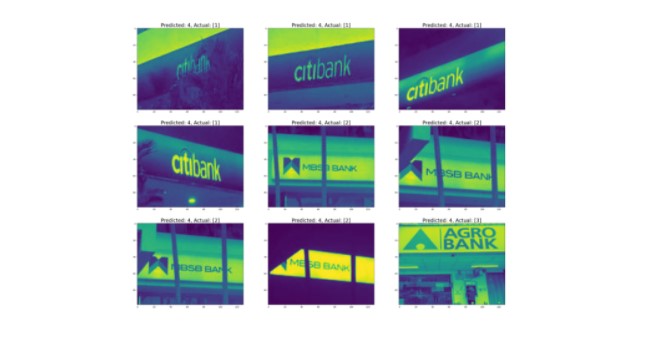 Predicted: 4, Actual: [1]
Predicted: 4, Actual: [1]
Predicted: 4, Actual: [1]
citibank
citibank
citibank
Predicted: 4, Actual: [1]
Predicted: 4, Actual: [2]
Predicted: 4, Actual: [2]
citibank
MBSB BANK
MBSB BANK
Predicted: 4, Actual: [2]
Predicted: 4, Actual: [2]
Predicted: 4, Actual: [3]
MBSB BANK
MBSB BANK
AGRO
BANK